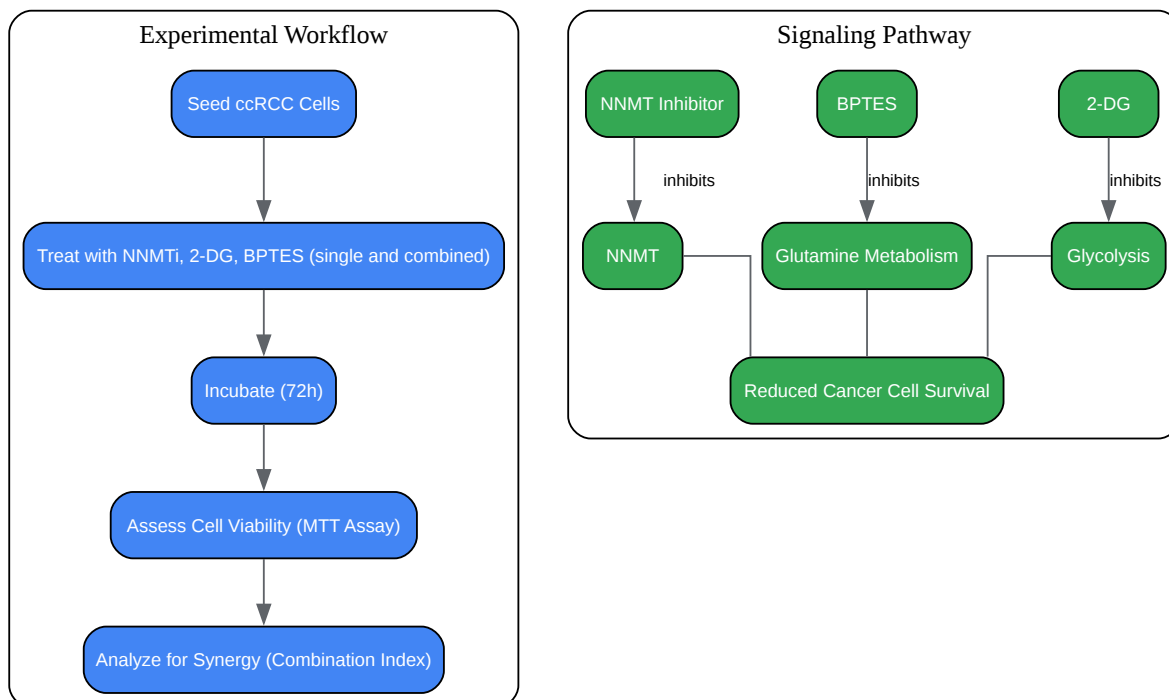 Experimental Workflow
Seed ccRCC Cells
Treat with NNMTi, 2-DG, BPTES (single and combined)
Incubate (72h)
Assess Cell Viability (MTT Assay)
Analyze for Synergy (Combination Index)
Signaling Pathway
NNMT Inhibitor
BPTES
2-DG
inhibits
inhibits
inhibits
NNMT
Glutamine Metabolism
Glycolysis
Reduced Cancer Cell Survival